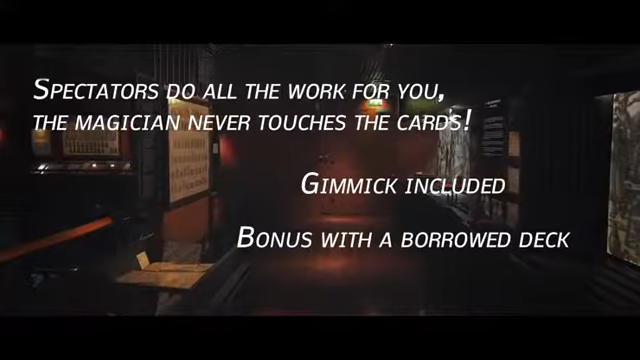 Spectators do all the work for you,
the magician never touches the cards!
Gimmick included
Bonus with a borrowed deck